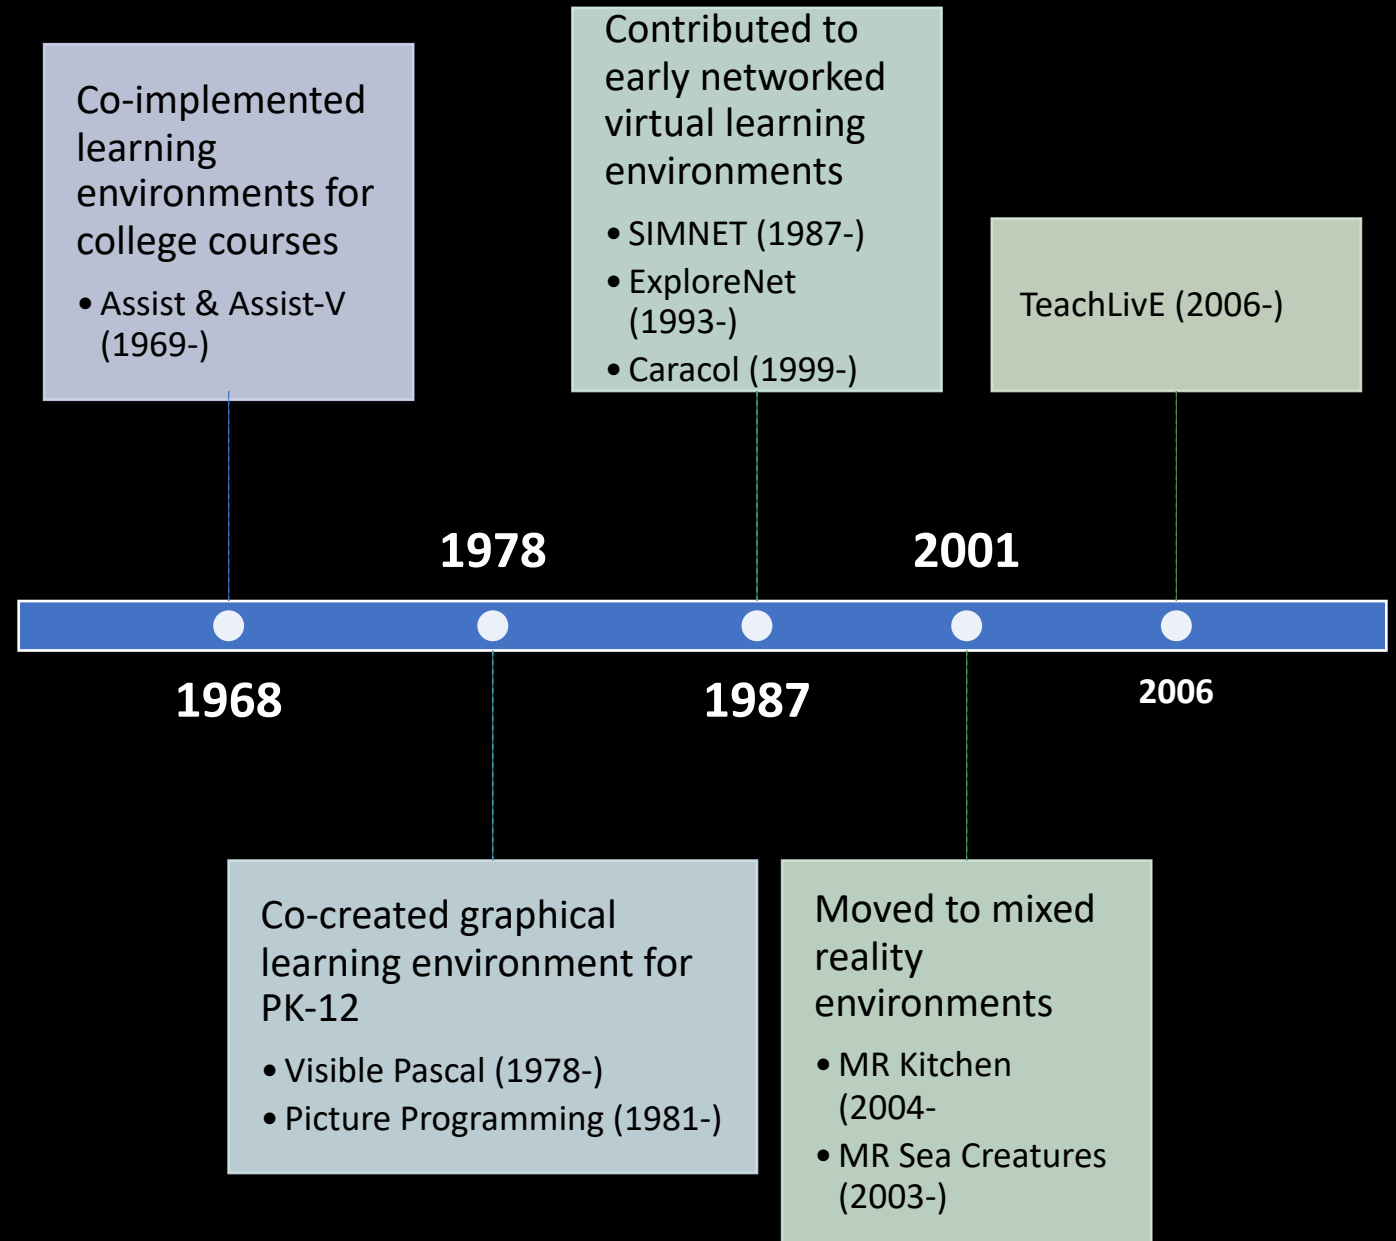 Co-implemented
learning
environments for
college courses
• Assist & Assist-V
(1969-)
Contributed to
early networked
virtual learning
environments
• SIMNET (1987-)
• ExploreNet
(1993-)
• Caracol (1999-)
TeachLivE (2006-)
1978
2001
1968
1987
2006
Co-created graphical
learning environment for
PK-12
• Visible Pascal (1978-)
• Picture Programming (1981-)
Moved to mixed
reality
environments
• MR Kitchen
(2004-
• MR Sea Creatures
(2003-)